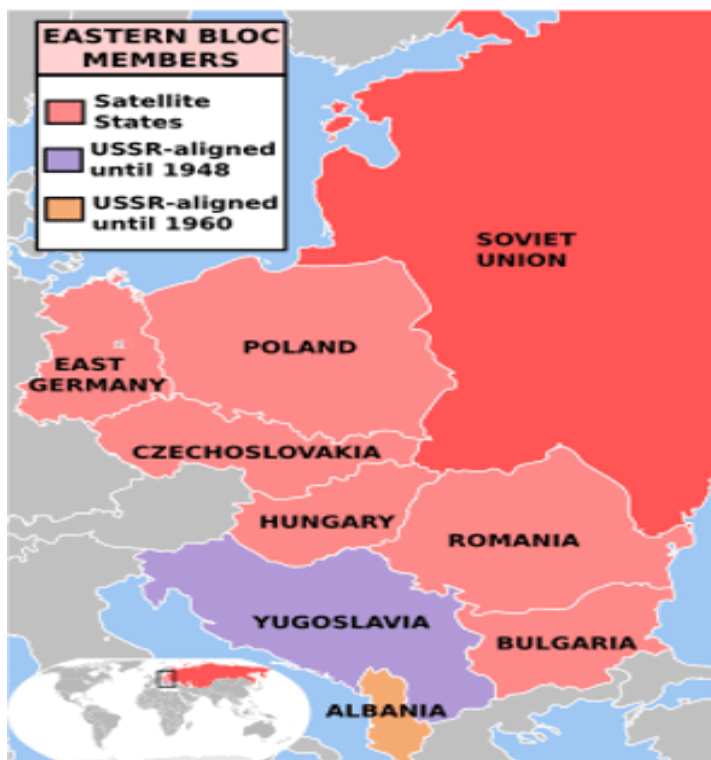 EASTERN BLOC
MEMBERS
Satellite
States
USSR-aligned
until 1948
USSR-aligned
until 1960
SOVIET
UNION
POLAND
EAST
GERMANY
CZECHOSLOVAKIA
HUNGARY
ROMANIA
YUGOSLAVIA
BULGARIA
ALBANIA